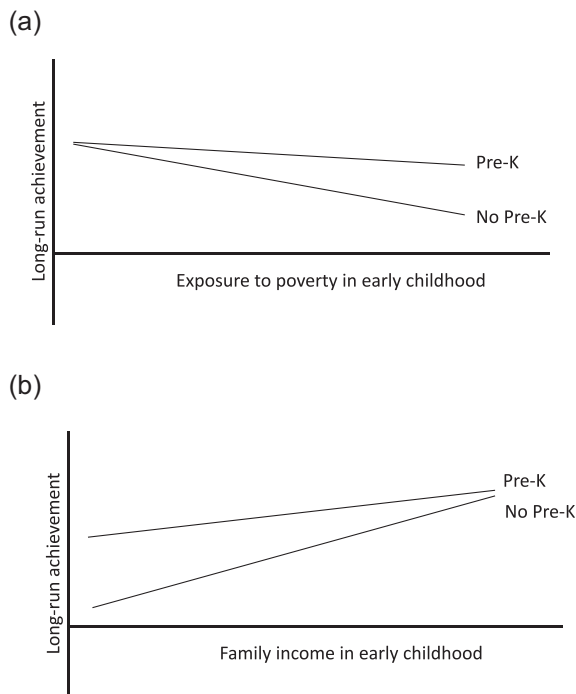 (a)
Long-run achievement
Pre-K
No Pre-K
Exposure to poverty in early childhood
(b)
Long-run achievement
Pre-K
No Pre-K
Family income in early childhood